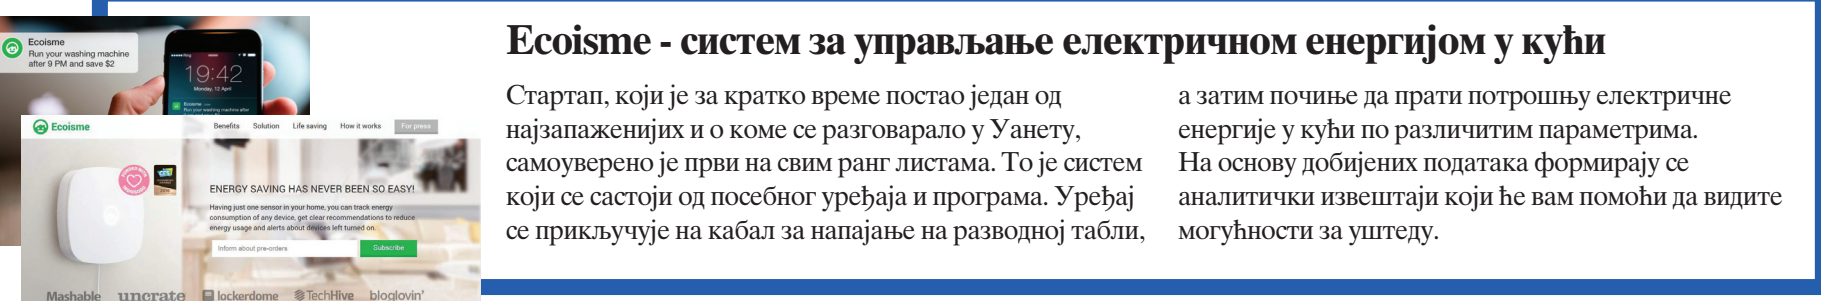 Ecoisme
Run your washing machine
after 9 PM and save $2
19:42
Monday, 12 April
Ecoisme
Run your washing machine after
Ecoisme
Benefits Solution Life saving How it works For press
ENERGY SAVING HAS NEVER BEEN SO EASY!
Having just one sensor in your home, you can track energy
consumption of any device, get clear recommendations to reduce
energy usage and alerts about devices left turned on.
Inform about pre-orders Subscribe
Mashable uncrate lockerdome TechHive bloglovin'
Ecoisme - систем за управљање електричном енергијом у кући
Стартап, који је за кратко време постао један од
најзапаженијих и о коме се разговарало у Уанету,
самоуверено је први на свим ранг листама. То је систем
који се састоји од посебног уређаја и програма. Уређај
се прикључује на кабал за напајање на разводној табли,
а затим почиње да прати потрошњу електричне
енергије у кући по различитим параметрима.
На основу добијених података формирају се
аналитички извештаји који ће вам помоћи да видите
могућности за уштеду.